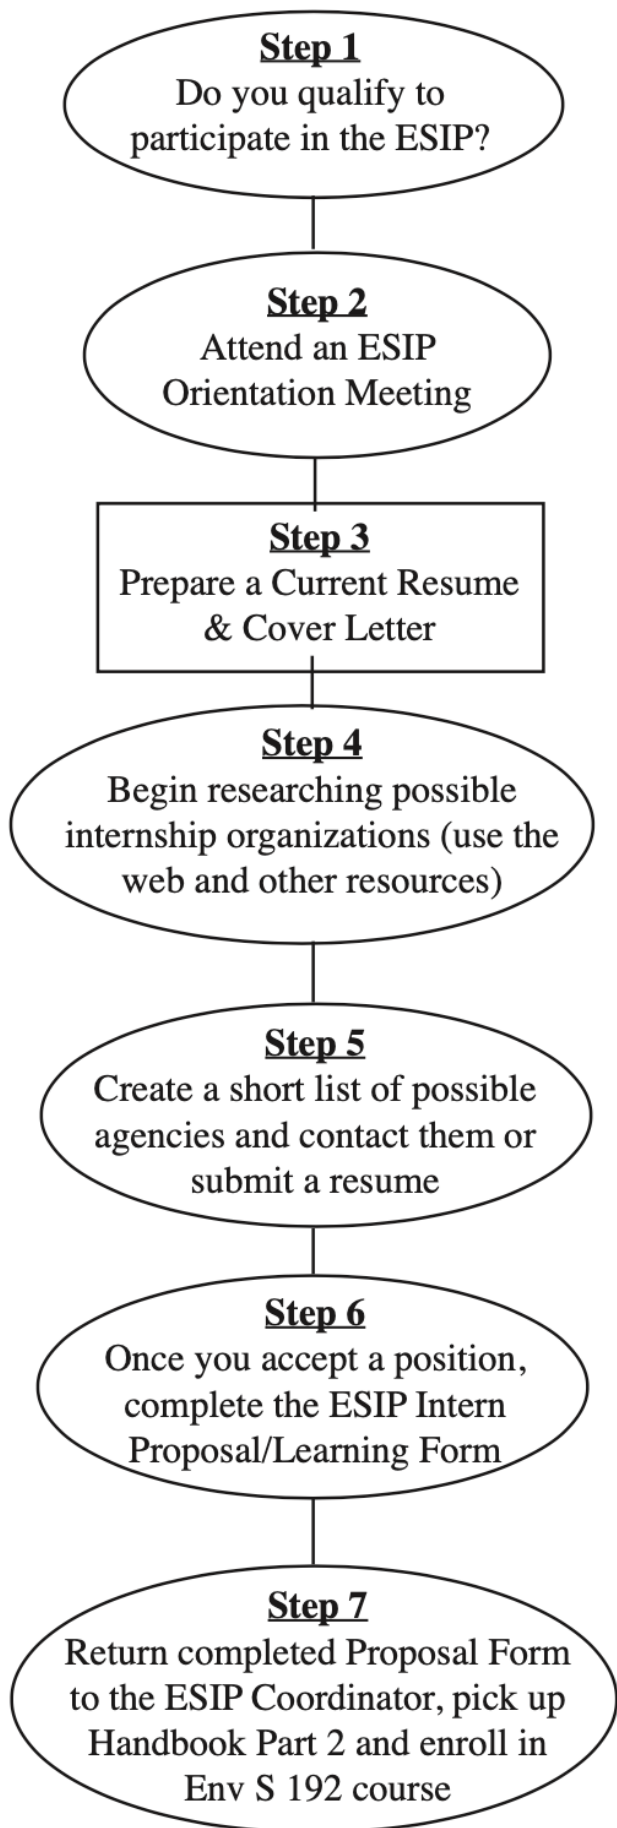 Step 1
Do you qualify to
participate in the ESIP?
Step 2
Attend an ESIP
Orientation Meeting
Step 3
Prepare a Current Resume
& Cover Letter
Step 4
Begin researching possible
internship organizations (use the
web and other resources)
Step 5
Create a short list of possible
agencies and contact them or
submit a resume
Step 6
Once you accept a position,
complete the ESIP Intern
Proposal/Learning Form
Step 7
Return completed Proposal Form
to the ESIP Coordinator, pick up
Handbook Part 2 and enroll in
Env S 192 course